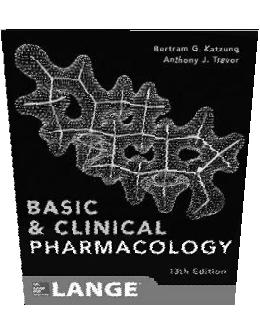 Bertram G. Katzung
Anthony J. Trevor
BASIC
& CLINICAL
PHARMACOLOGY
13th Edition
LANGE